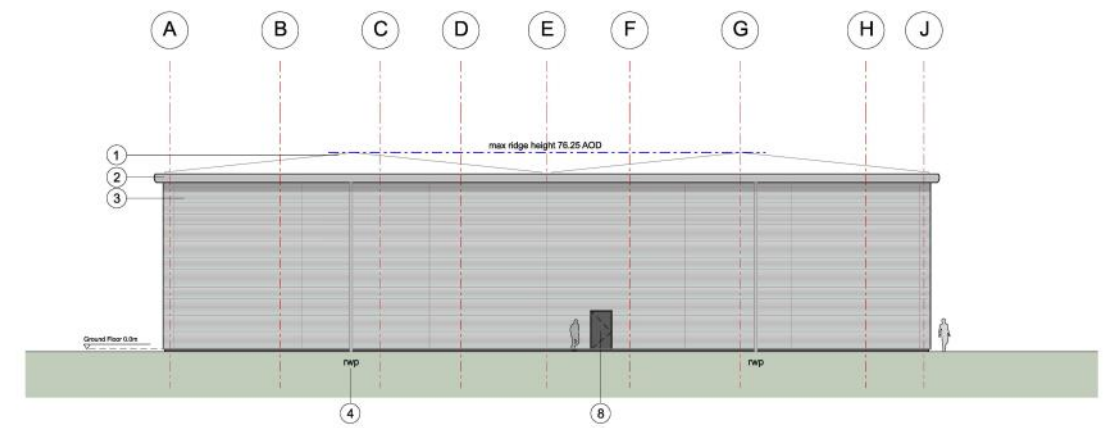 A B C D E F G H J
max ridge height 76.25 AOD
1
2
3
Ground Floor 0.0m
rwp rwp
4 8